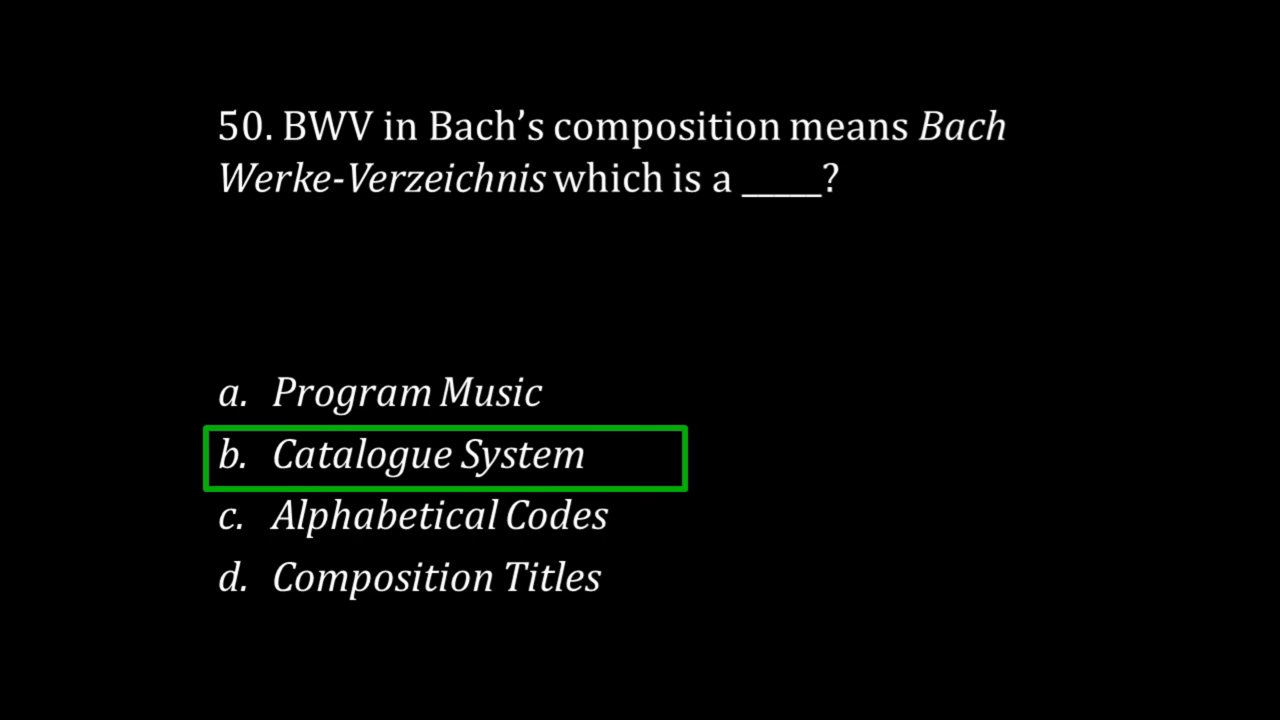 50. BWV in Bach’s composition means Bach
Werke-Verzeichnis which is a _____?
a. Program Music
b. Catalogue System
c. Alphabetical Codes
d. Composition Titles